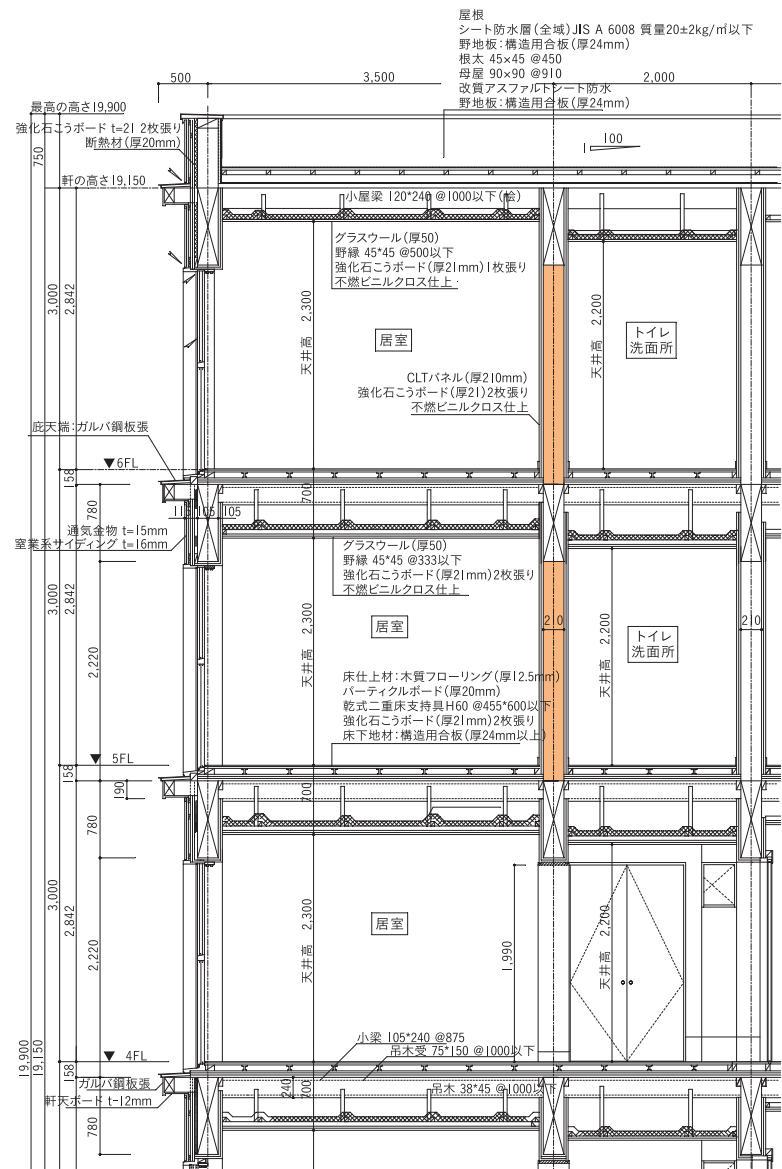 屋根
シート防水層(全域)JIS A 6008 質量20±2kg/㎡以下
野地板:構造用合板(厚24mm)
根太 45×45 @450
母屋 90×90 @910
改質アスファルトシート防水
野地板:構造用合板(厚24mm)
500
3,500
2,000
最高の高さ19,900
強化石こうボード t=21 2枚張り
断熱材(厚20mm)
750
100
1
軒の高さ19,150
小屋梁 120*240 @1000以下(桧)
グラスウール(厚50)
野縁 45*45 @500以下
強化石こうボード(厚21mm)1枚張り
不燃ビニルクロス仕上
3,000
2,842
天井高 2,300
居室
天井高 2,200
トイレ
洗面所
CLTパネル(厚210mm)
強化石こうボード(厚21)2枚張り
不燃ビニルクロス仕上
庇天端:ガルバ鋼板張
▼6FL
158
780
700
115 105 105
通気金物 t=15mm
窯業系サイディング t=16mm
グラスウール(厚50)
野縁 45*45 @333以下
強化石こうボード(厚21mm)2枚張り
不燃ビニルクロス仕上
3,000
2,842
2,220
天井高 2,300
居室
210
天井高 2,200
トイレ
洗面所
210
床仕上材:木質フローリング(厚12.5mm)
パーティクルボード(厚20mm)
乾式二重床支持具H60 @455*600以下
強化石こうボード(厚21mm)2枚張り
床下地材:構造用合板(厚24mm以上)
▼ 5FL
158
190
780
700
3,000
2,842
2,220
天井高 2,300
居室
1,990
天井高 2,200
19,900
19,150
小梁 105*240 @875
吊木受 75*150 @1000以下
▼ 4FL
158
ガルバ鋼板張
240
700
吊木 38*45 @1000以下
軒天ボード t-12mm
780